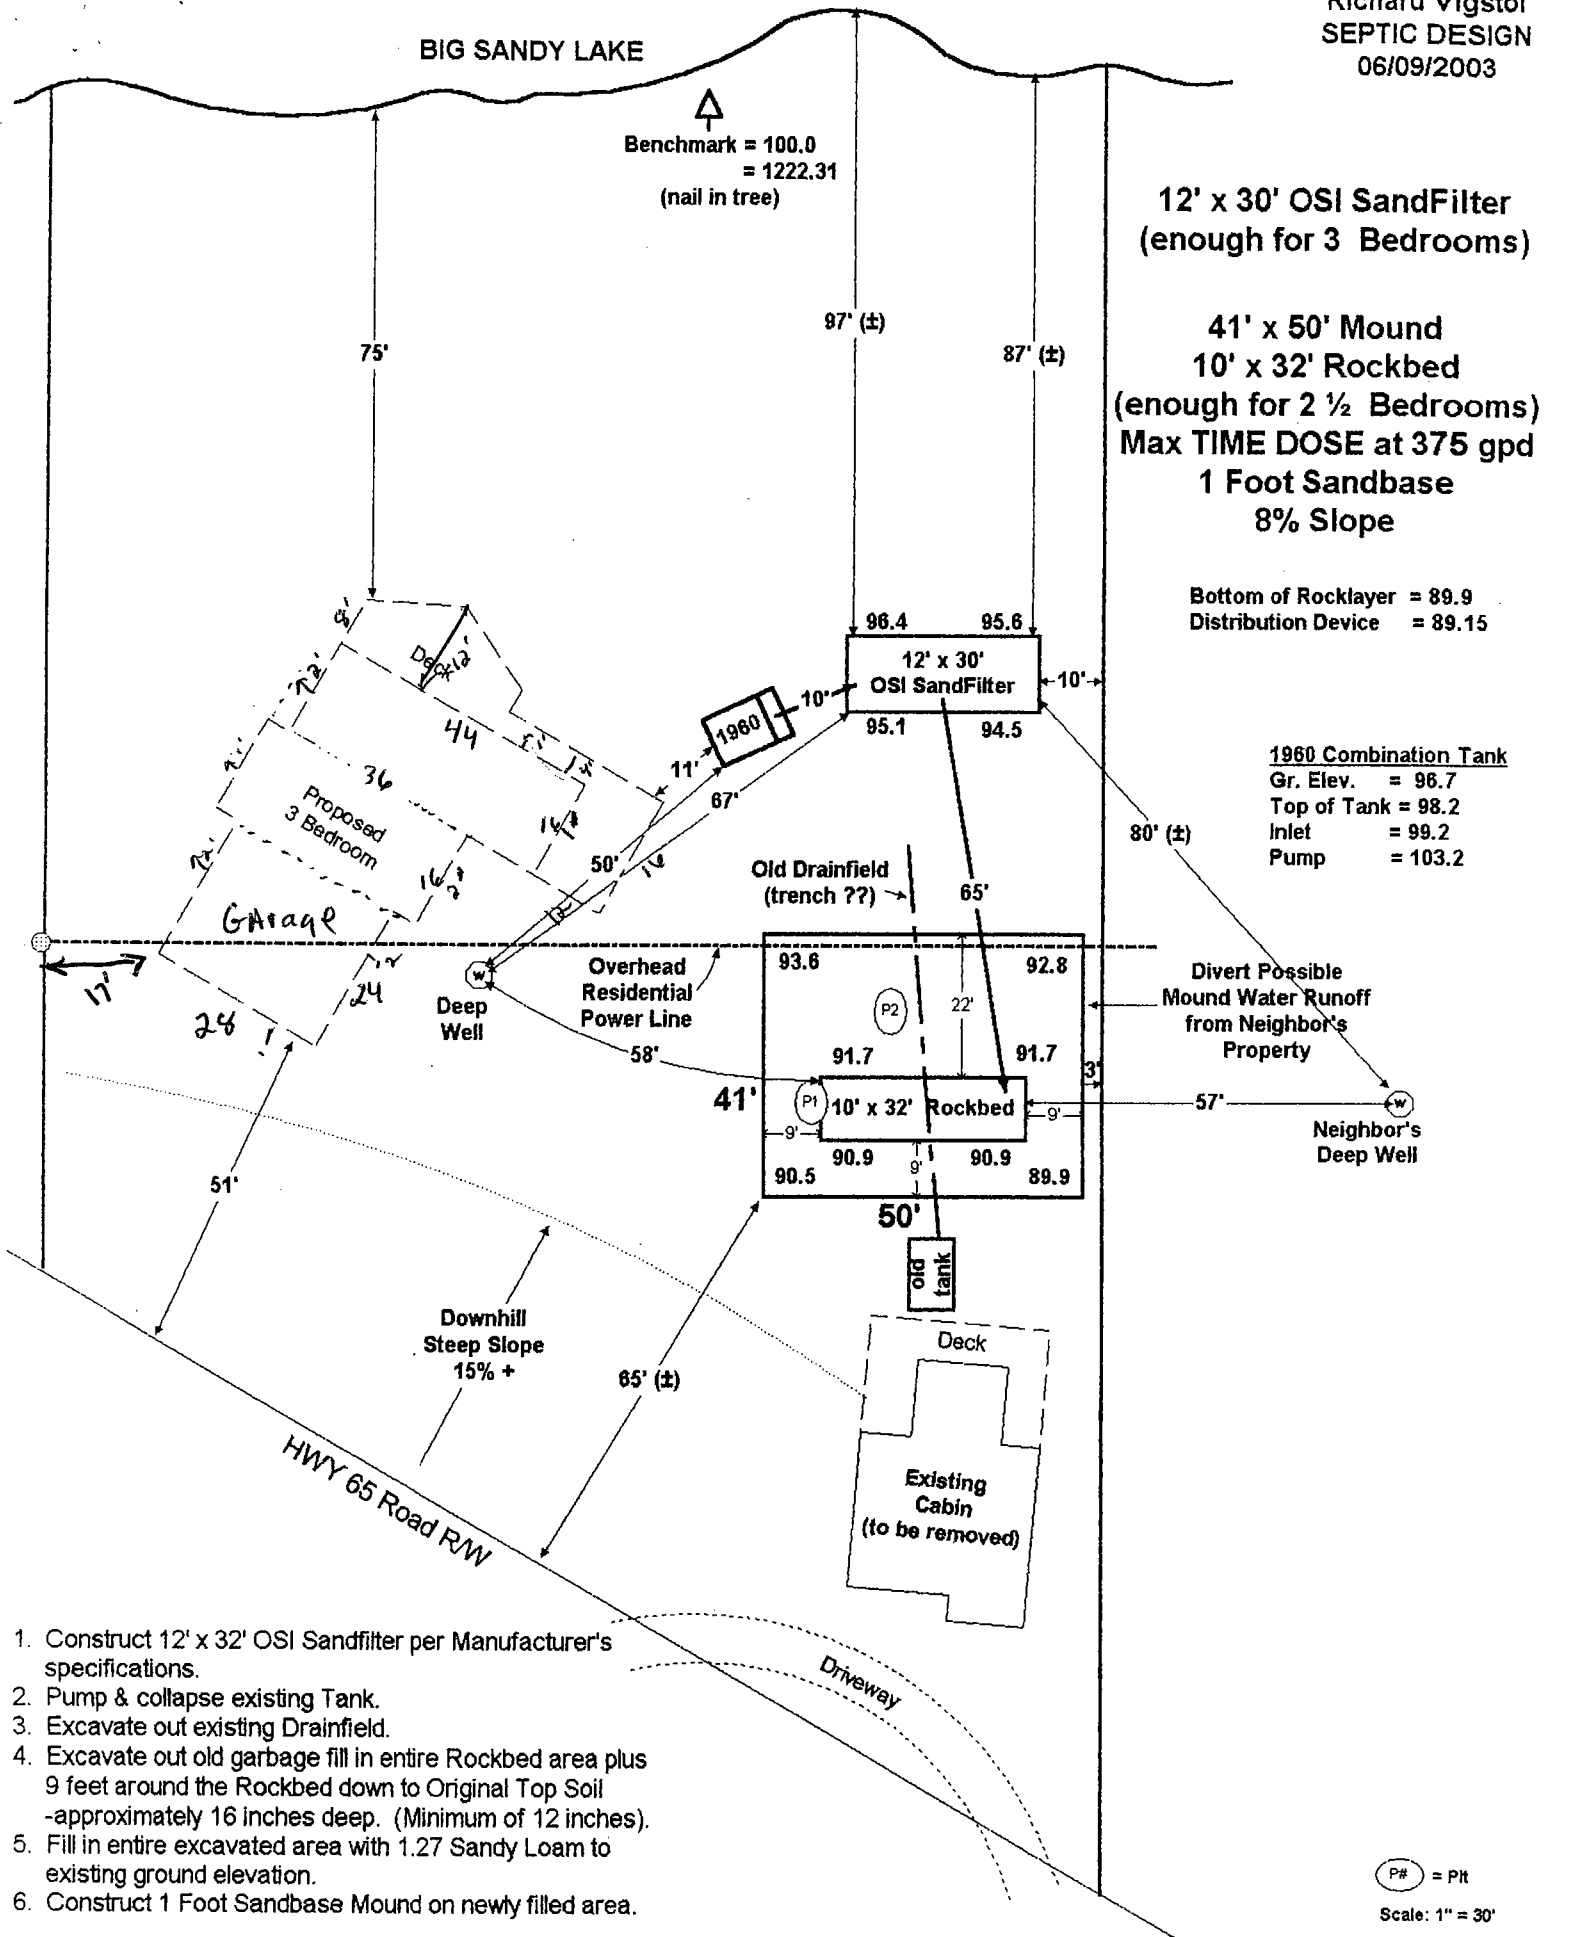 Richard Vigstol
SEPTIC DESIGN
06/09/2003
BIG SANDY LAKE
Benchmark = 100.0
= 1222.31
(nail in tree)
12' x 30' OSI SandFilter
(enough for 3 Bedrooms)
41' x 50' Mound
10' x 32' Rockbed
(enough for 2 ½ Bedrooms)
Max TIME DOSE at 375 gpd
1 Foot Sandbase
8% Slope
Bottom of Rocklayer = 89.9
Distribution Device = 89.15
1960 Combination Tank
Gr. Elev. = 96.7
Top of Tank = 98.2
Inlet = 99.2
Pump = 103.2
75'
97' (±)
87' (±)
96.4 95.6
12' x 30'
OSI SandFilter
95.1 94.5
10'
10'
1960
11'
67'
50'
80' (±)
65'
8'
Deck 12'
22'
44
36
Proposed
3 Bedroom
22'
16
16
12
24
28
GArage
17'
Deep
Well
W
Overhead
Residential
Power Line
Old Drainfield
(trench ??)
93.6 92.8
P2
22'
91.7 91.7
58'
41'
P1
10' x 32' Rockbed
9'
9'
9'
3'
90.9 90.9
90.5 89.9
50'
Divert Possible
Mound Water Runoff
from Neighbor's
Property
57'
W
Neighbor's
Deep Well
51'
old
tank
Deck
Existing
Cabin
(to be removed)
Downhill
Steep Slope
15% +
65' (±)
HWY 65 Road R/W
Driveway
1. Construct 12' x 32' OSI Sandfilter per Manufacturer's
specifications.
2. Pump & collapse existing Tank.
3. Excavate out existing Drainfield.
4. Excavate out old garbage fill in entire Rockbed area plus
9 feet around the Rockbed down to Original Top Soil
-approximately 16 inches deep. (Minimum of 12 inches).
5. Fill in entire excavated area with 1.27 Sandy Loam to
existing ground elevation.
6. Construct 1 Foot Sandbase Mound on newly filled area.
P# = Pit
Scale: 1" = 30'